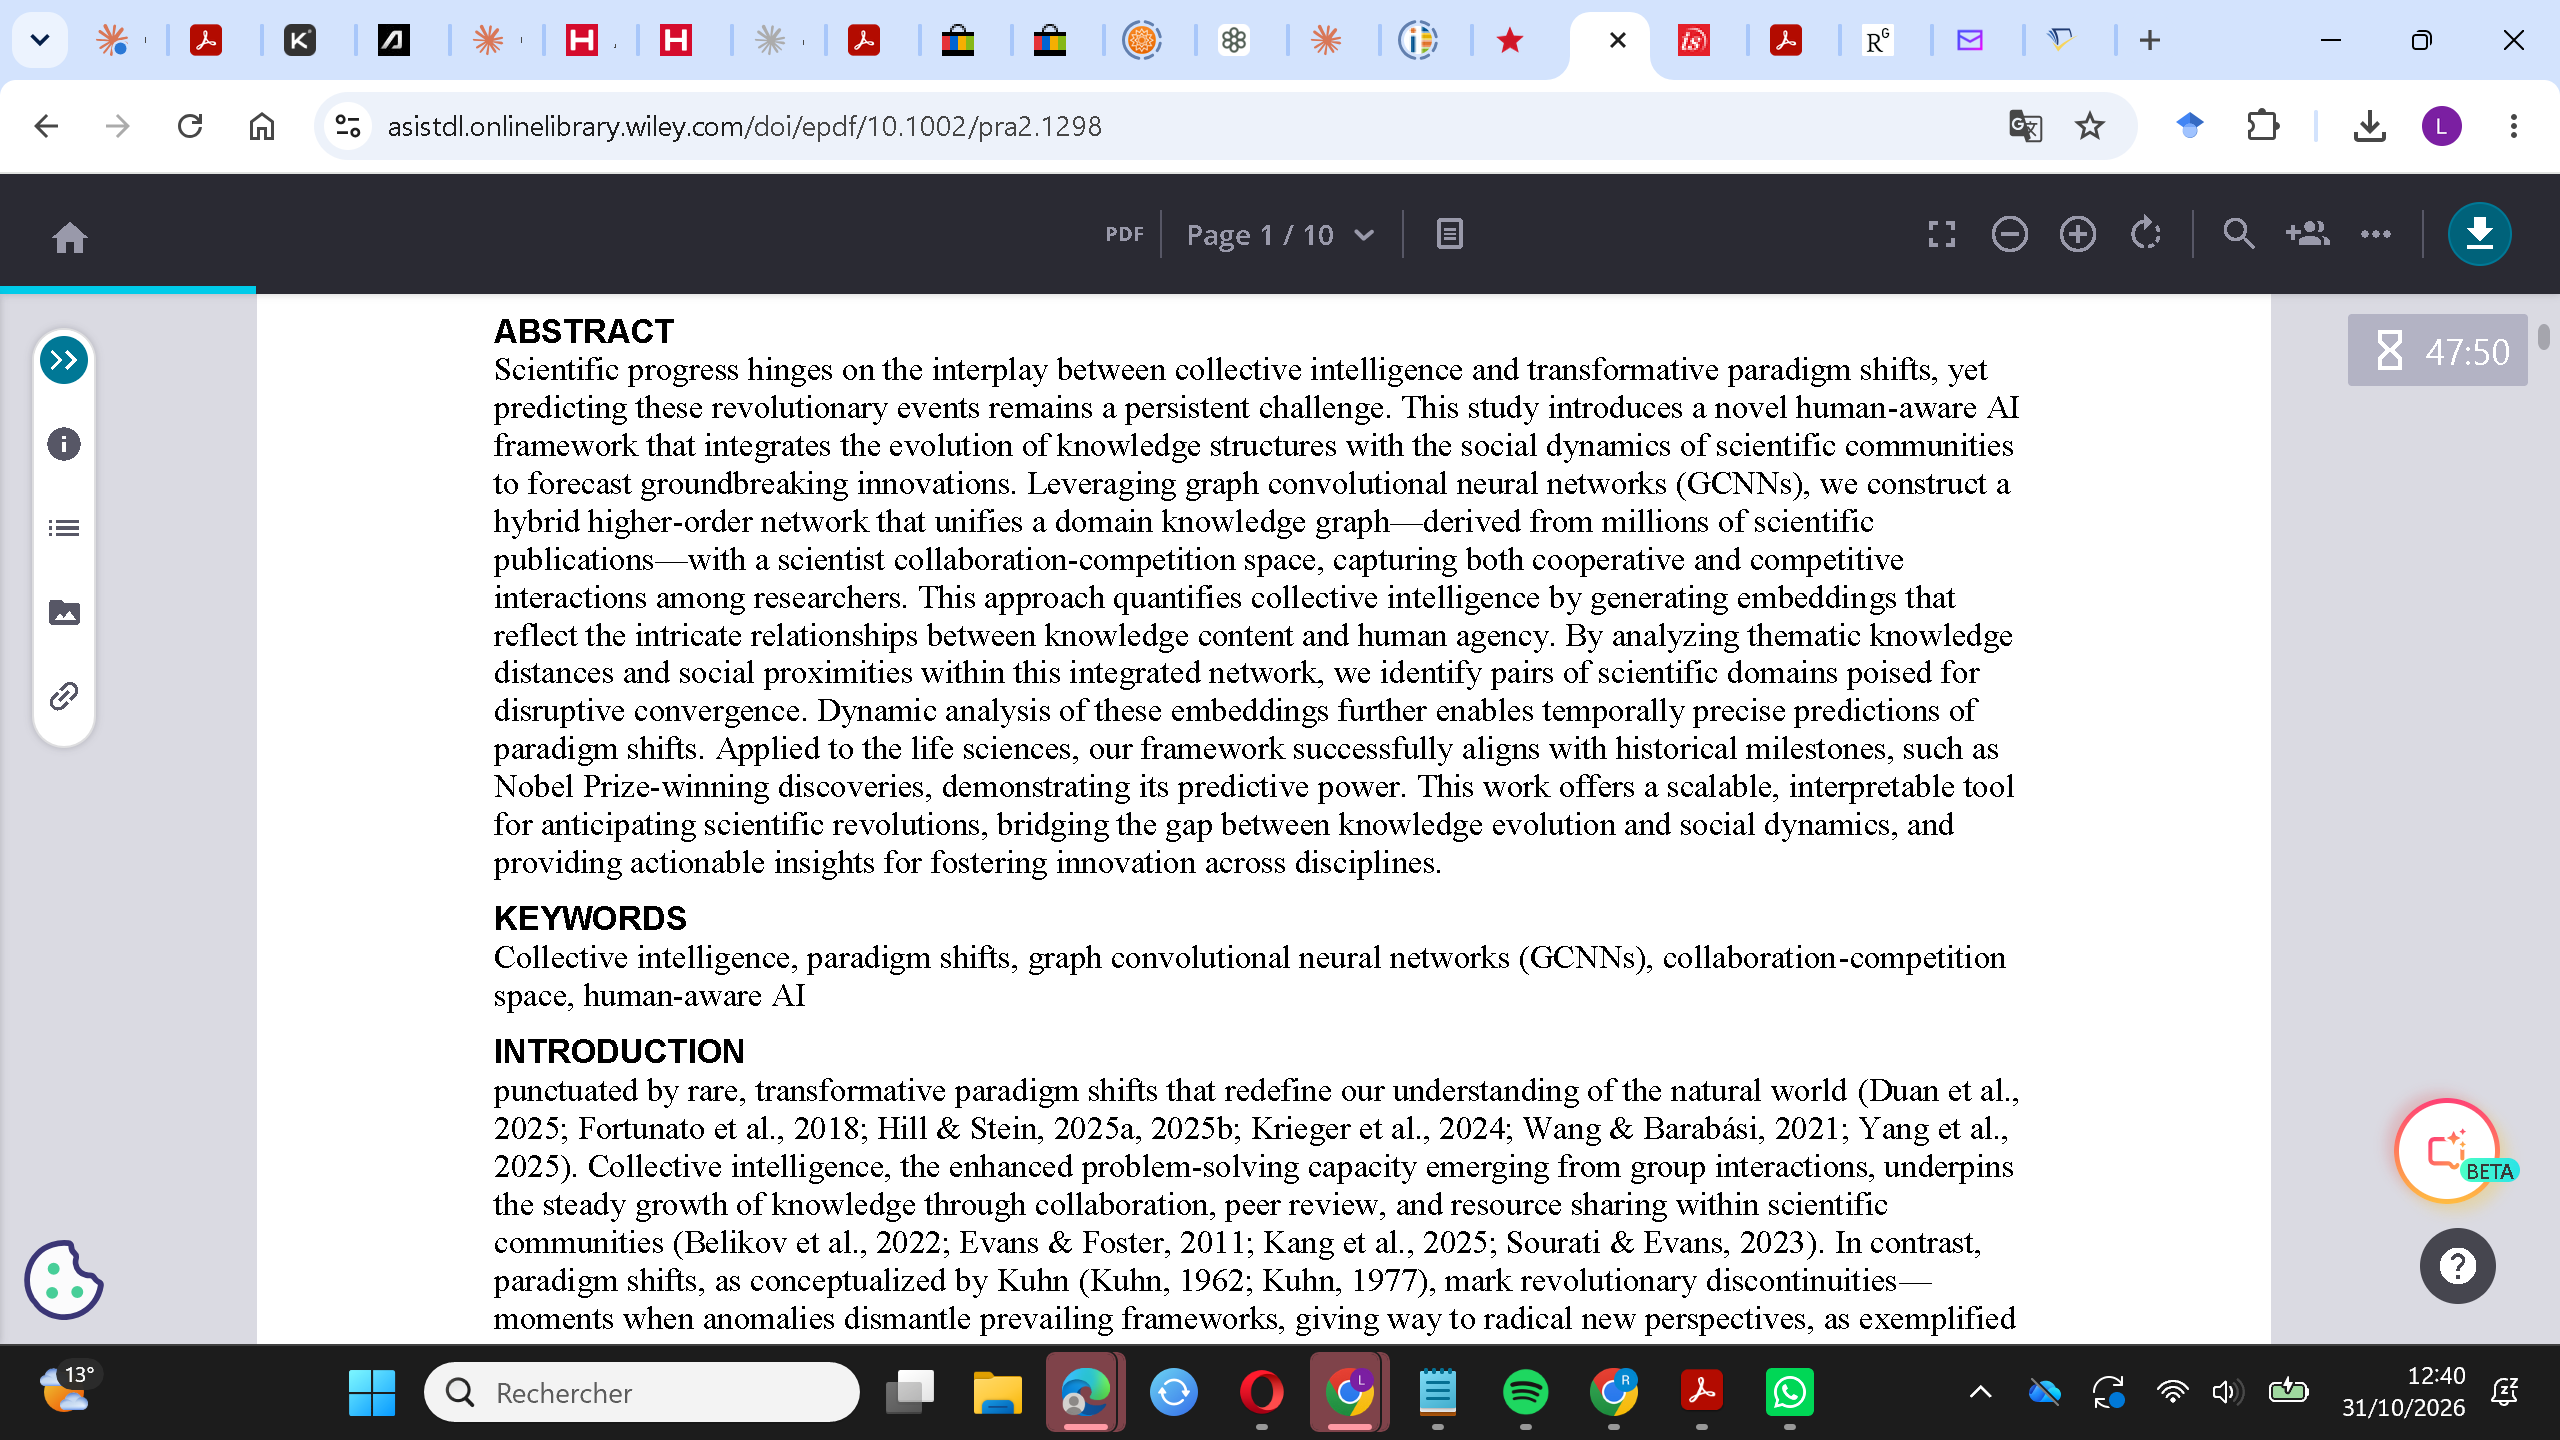 asistdl.onlinelibrary.wiley.com/doi/epdf/10.1002/pra2.1298
L
PDF
Page 1 / 10
47:50
ABSTRACT
Scientific progress hinges on the interplay between collective intelligence and transformative paradigm shifts, yet
predicting these revolutionary events remains a persistent challenge. This study introduces a novel human-aware AI
framework that integrates the evolution of knowledge structures with the social dynamics of scientific communities
to forecast groundbreaking innovations. Leveraging graph convolutional neural networks (GCNNs), we construct a
hybrid higher-order network that unifies a domain knowledge graph—derived from millions of scientific
publications—with a scientist collaboration-competition space, capturing both cooperative and competitive
interactions among researchers. This approach quantifies collective intelligence by generating embeddings that
reflect the intricate relationships between knowledge content and human agency. By analyzing thematic knowledge
distances and social proximities within this integrated network, we identify pairs of scientific domains poised for
disruptive convergence. Dynamic analysis of these embeddings further enables temporally precise predictions of
paradigm shifts. Applied to the life sciences, our framework successfully aligns with historical milestones, such as
Nobel Prize-winning discoveries, demonstrating its predictive power. This work offers a scalable, interpretable tool
for anticipating scientific revolutions, bridging the gap between knowledge evolution and social dynamics, and
providing actionable insights for fostering innovation across disciplines.
KEYWORDS
Collective intelligence, paradigm shifts, graph convolutional neural networks (GCNNs), collaboration-competition
space, human-aware AI
INTRODUCTION
punctuated by rare, transformative paradigm shifts that redefine our understanding of the natural world (Duan et al.,
2025; Fortunato et al., 2018; Hill & Stein, 2025a, 2025b; Krieger et al., 2024; Wang & Barabási, 2021; Yang et al.,
2025). Collective intelligence, the enhanced problem-solving capacity emerging from group interactions, underpins
the steady growth of knowledge through collaboration, peer review, and resource sharing within scientific
communities (Belikov et al., 2022; Evans & Foster, 2011; Kang et al., 2025; Sourati & Evans, 2023). In contrast,
paradigm shifts, as conceptualized by Kuhn (Kuhn, 1962; Kuhn, 1977), mark revolutionary discontinuities—
moments when anomalies dismantle prevailing frameworks, giving way to radical new perspectives, as exemplified
BETA
13°
Rechercher
12:40
31/10/2026